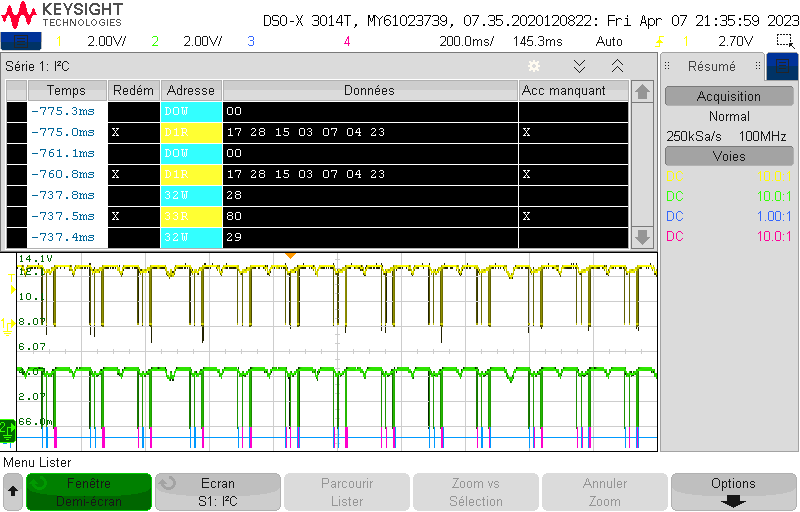 KEYSIGHT
TECHNOLOGIES
DSO-X 3014T, MY61023739, 07.35.2020120822: Fri Apr 07 21:35:59 2023
1 2.00V/ 2 2.00V/ 3 4 200.0ms/ 145.3ms Auto 1 2.70V
Série 1: I²C
Temps Redém Adresse Données Acc manquant
-775.3ms D0W 00
-775.0ms X D1R 17 28 15 03 07 04 23 X
-761.1ms D0W 00
-760.8ms X D1R 17 28 15 03 07 04 23 X
-737.8ms 32W 28
-737.5ms X 80 X
-737.4ms 32W 29
Résumé
Acquisition
Normal
250kSa/s 100MHz
Voies
DC 10.0:1
DC 10.0:1
DC 1.00:1
DC 10.0:1
14.1V
10.1
8.07
6.07
2.07
66.0m
Menu Lister
Fenêtre
Demi-écran
Ecran
S1: I²C
Parcourir
Lister
Zoom vs
Sélection
Annuler
Zoom
Options